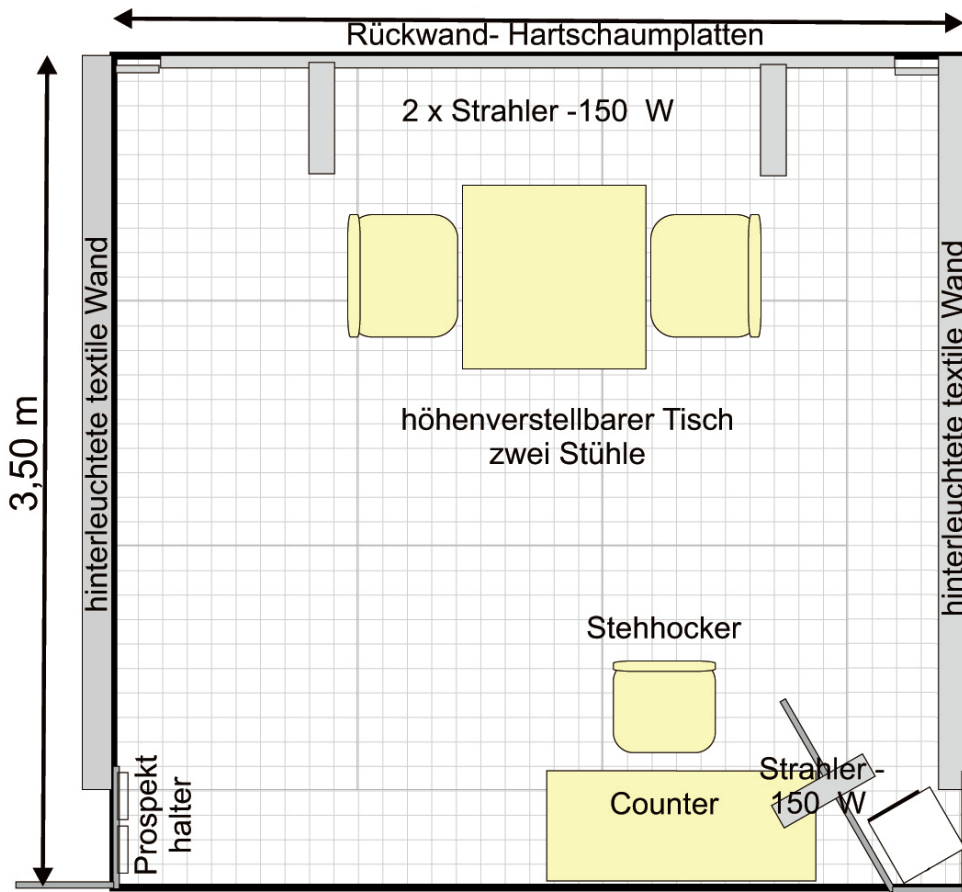 Rückwand- Hartschaumplatten
2 x Strahler -150 W
hinterleuchtete textile Wand
hinterleuchtete textile Wand
3,50 m
höhenverstellbarer Tisch
zwei Stühle
Stehhocker
Strahler -
150 W
Counter
Prospekt
halter